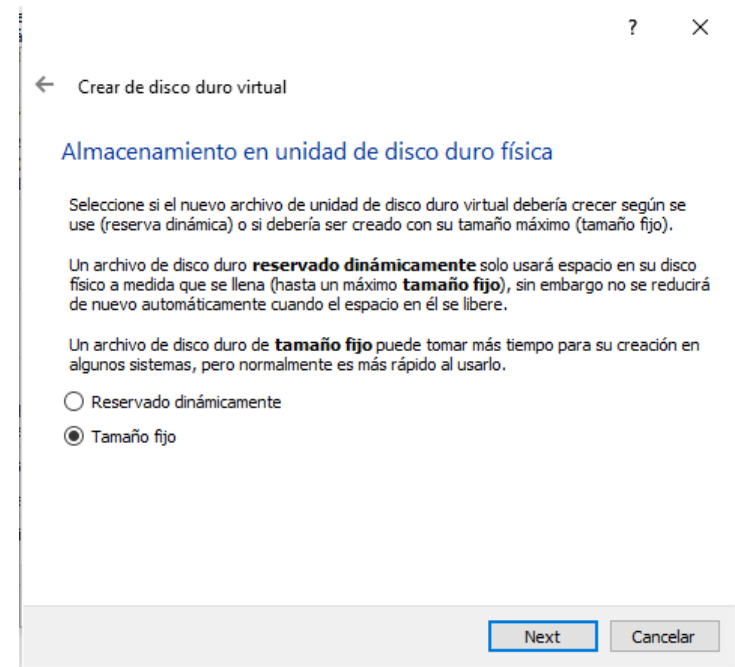 ?
Crear de disco duro virtual
Almacenamiento en unidad de disco duro física
Seleccione si el nuevo archivo de unidad de disco duro virtual debería crecer según se
use (reserva dinámica) o si debería ser creado con su tamaño máximo (tamaño fijo).
Un archivo de disco duro reservado dinámicamente solo usará espacio en su disco
físico a medida que se llena (hasta un máximo tamaño fijo), sin embargo no se reducirá
de nuevo automáticamente cuando el espacio en él se libere.
Un archivo de disco duro de tamaño fijo puede tomar más tiempo para su creación en
algunos sistemas, pero normalmente es más rápido al usarlo.
Reservado dinámicamente
Tamaño fijo
Next Cancelar